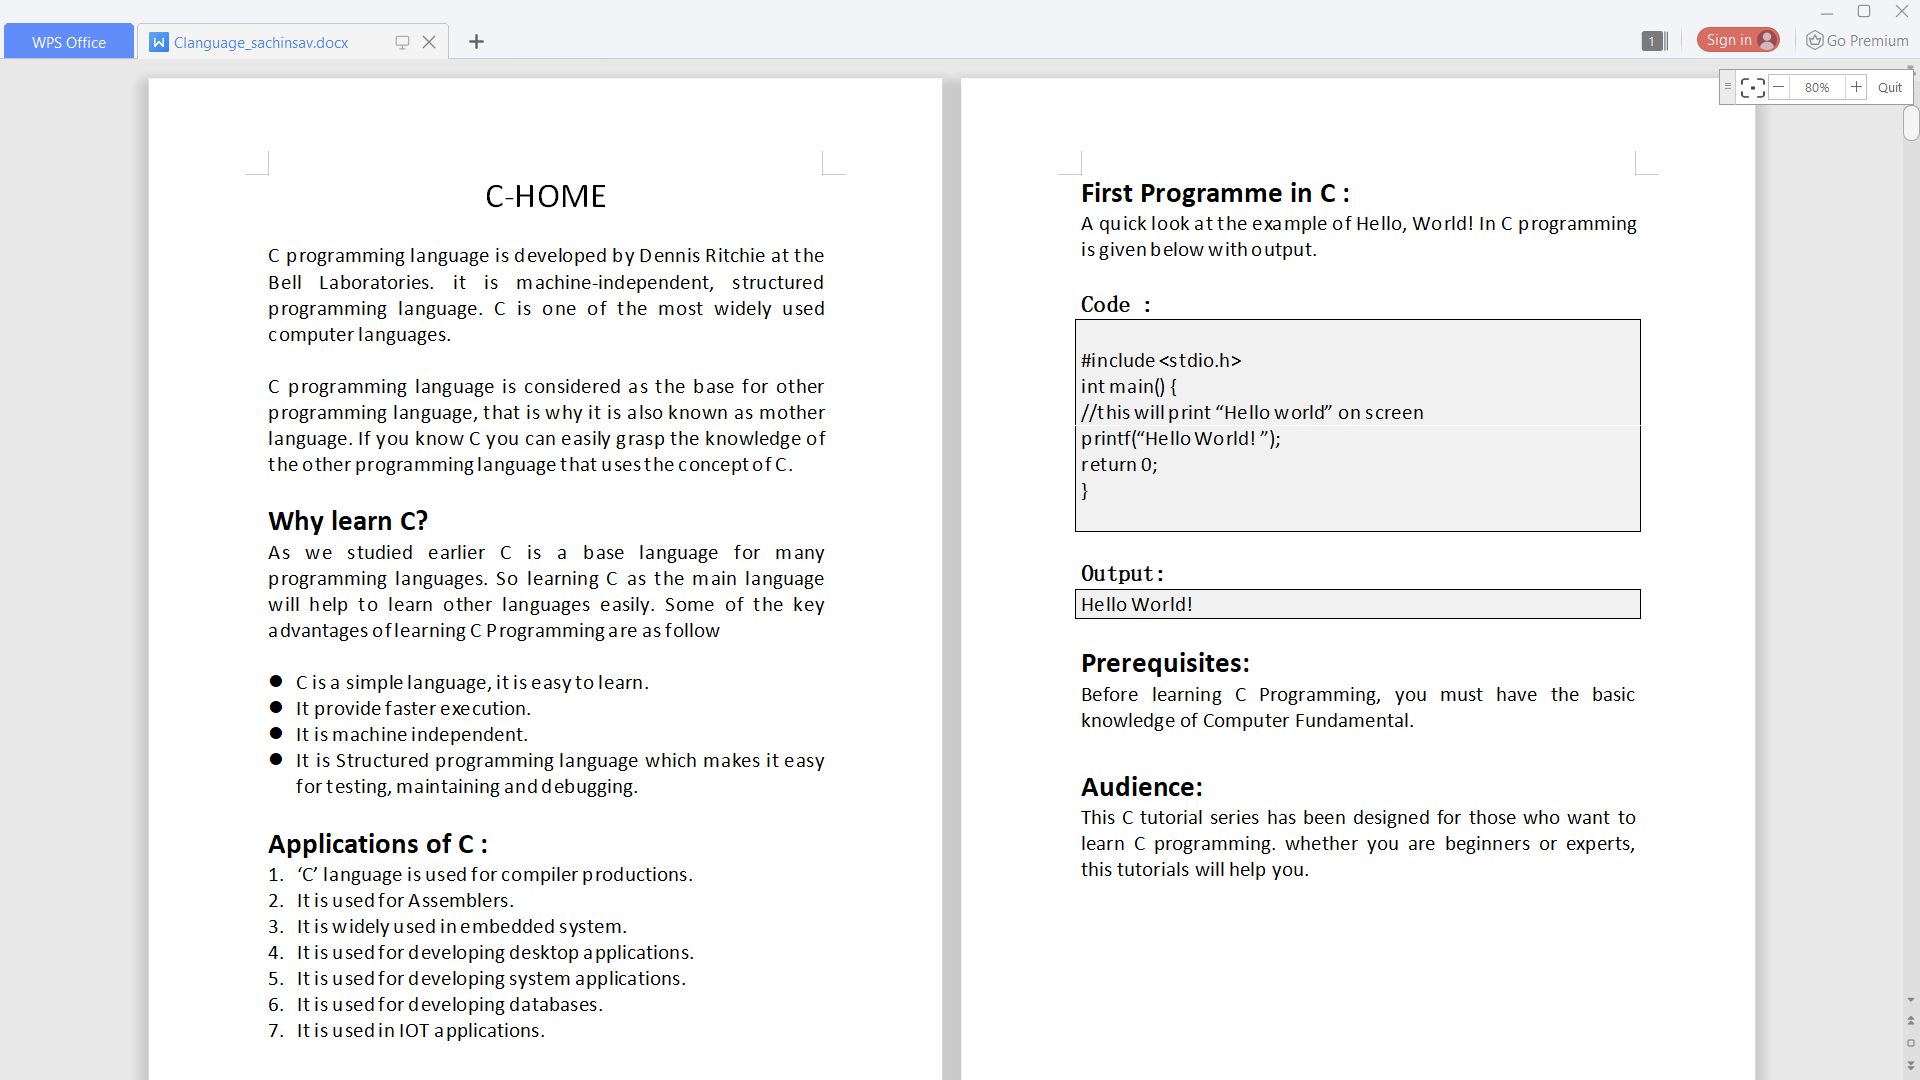 WPS Office
Clanguage_sachinsav.docx
1
Sign in
Go Premium
80%
Quit
C-HOME
C programming language is developed by Dennis Ritchie at the
Bell Laboratories. it is machine-independent, structured
programming language. C is one of the most widely used
computer languages.
C programming language is considered as the base for other
programming language, that is why it is also known as mother
language. If you know C you can easily grasp the knowledge of
the other programming language that uses the concept of C.
Why learn C?
As we studied earlier C is a base language for many
programming languages. So learning C as the main language
will help to learn other languages easily. Some of the key
advantages of learning C Programming are as follow
● C is a simple language, it is easy to learn.
● It provide faster execution.
● It is machine independent.
● It is Structured programming language which makes it easy
for testing, maintaining and debugging.
Applications of C :
1. ‘C’ language is used for compiler productions.
2. It is used for Assemblers.
3. It is widely used in embedded system.
4. It is used for developing desktop applications.
5. It is used for developing system applications.
6. It is used for developing databases.
7. It is used in IOT applications.
First Programme in C :
A quick look at the example of Hello, World! In C programming
is given below with output.
Code :
#include <stdio.h>
int main() {
//this will print “Hello world” on screen
printf(“Hello World! ”);
return 0;
}
Output:
Hello World!
Prerequisites:
Before learning C Programming, you must have the basic
knowledge of Computer Fundamental.
Audience:
This C tutorial series has been designed for those who want to
learn C programming. whether you are beginners or experts,
this tutorials will help you.